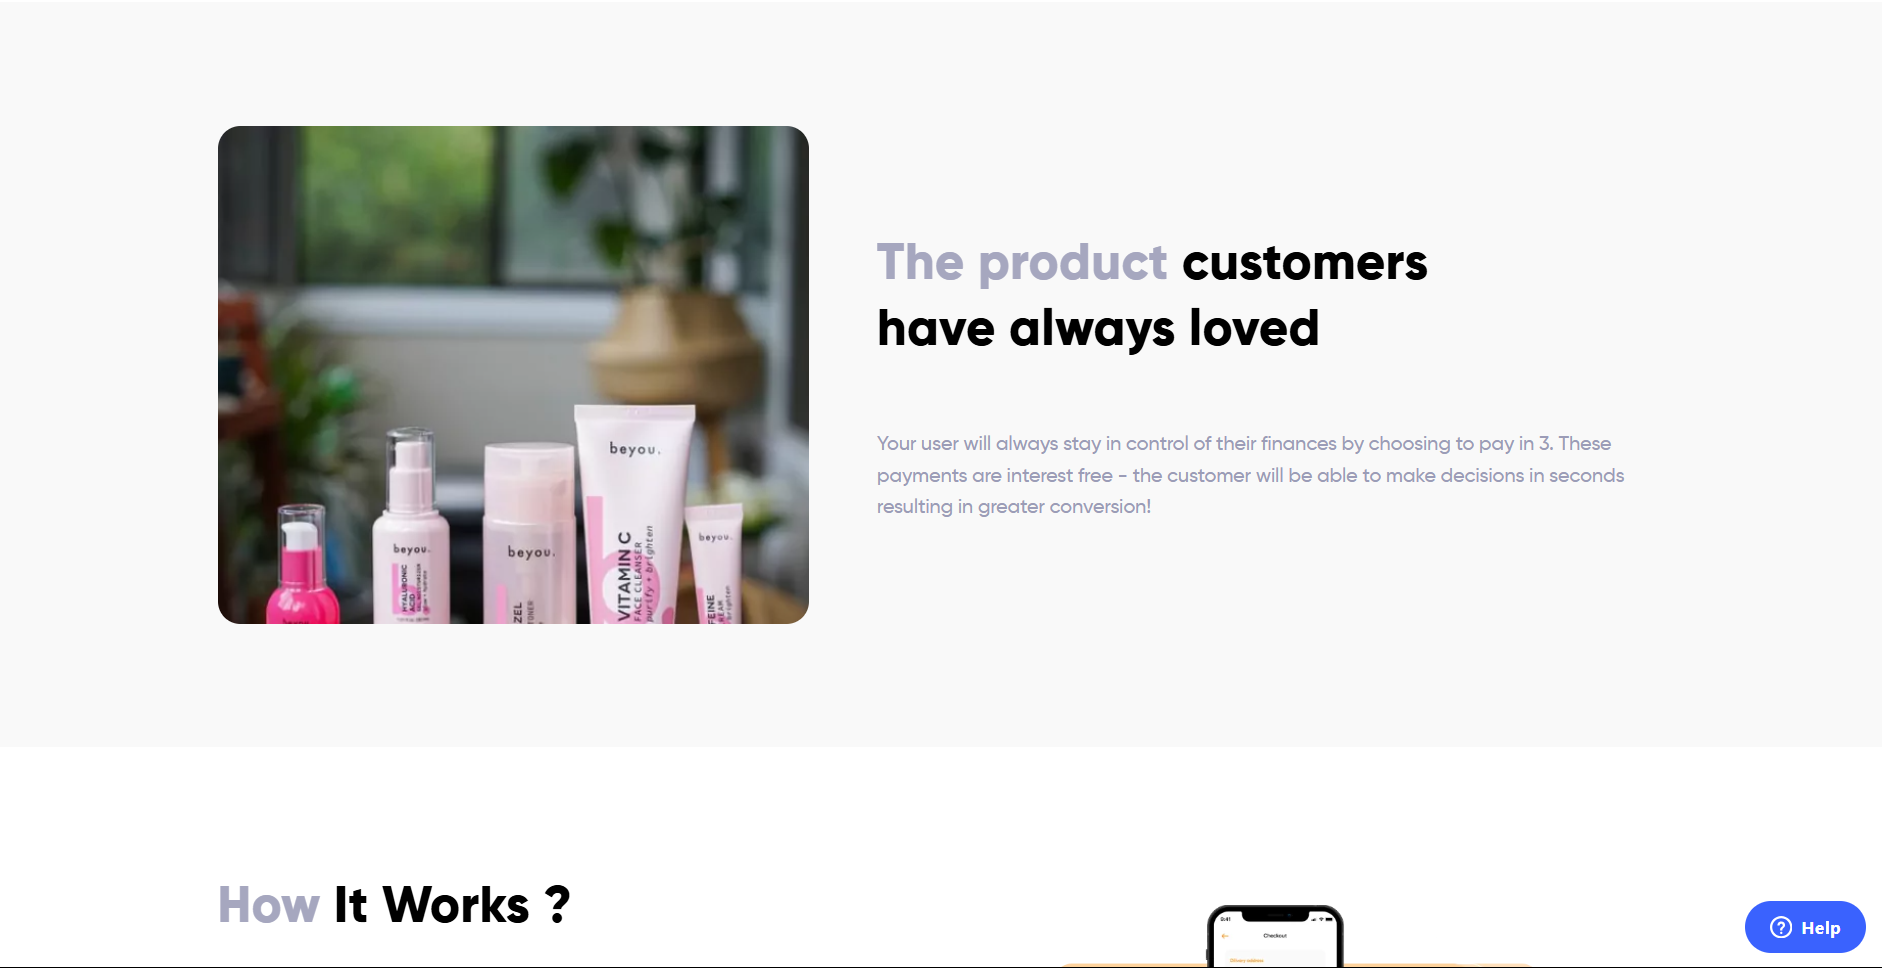 The product customers
have always loved
Your user will always stay in control of their finances by choosing to pay in 3. These
payments are interest free - the customer will be able to make decisions in seconds
resulting in greater conversion!
beyou.
beyou.
beyou.
beyou.
HYALURONIC
ACID
VITAMIN C
FACE CLEANSER
purify + brighten
How It Works ?
9:41
Checkout
Help